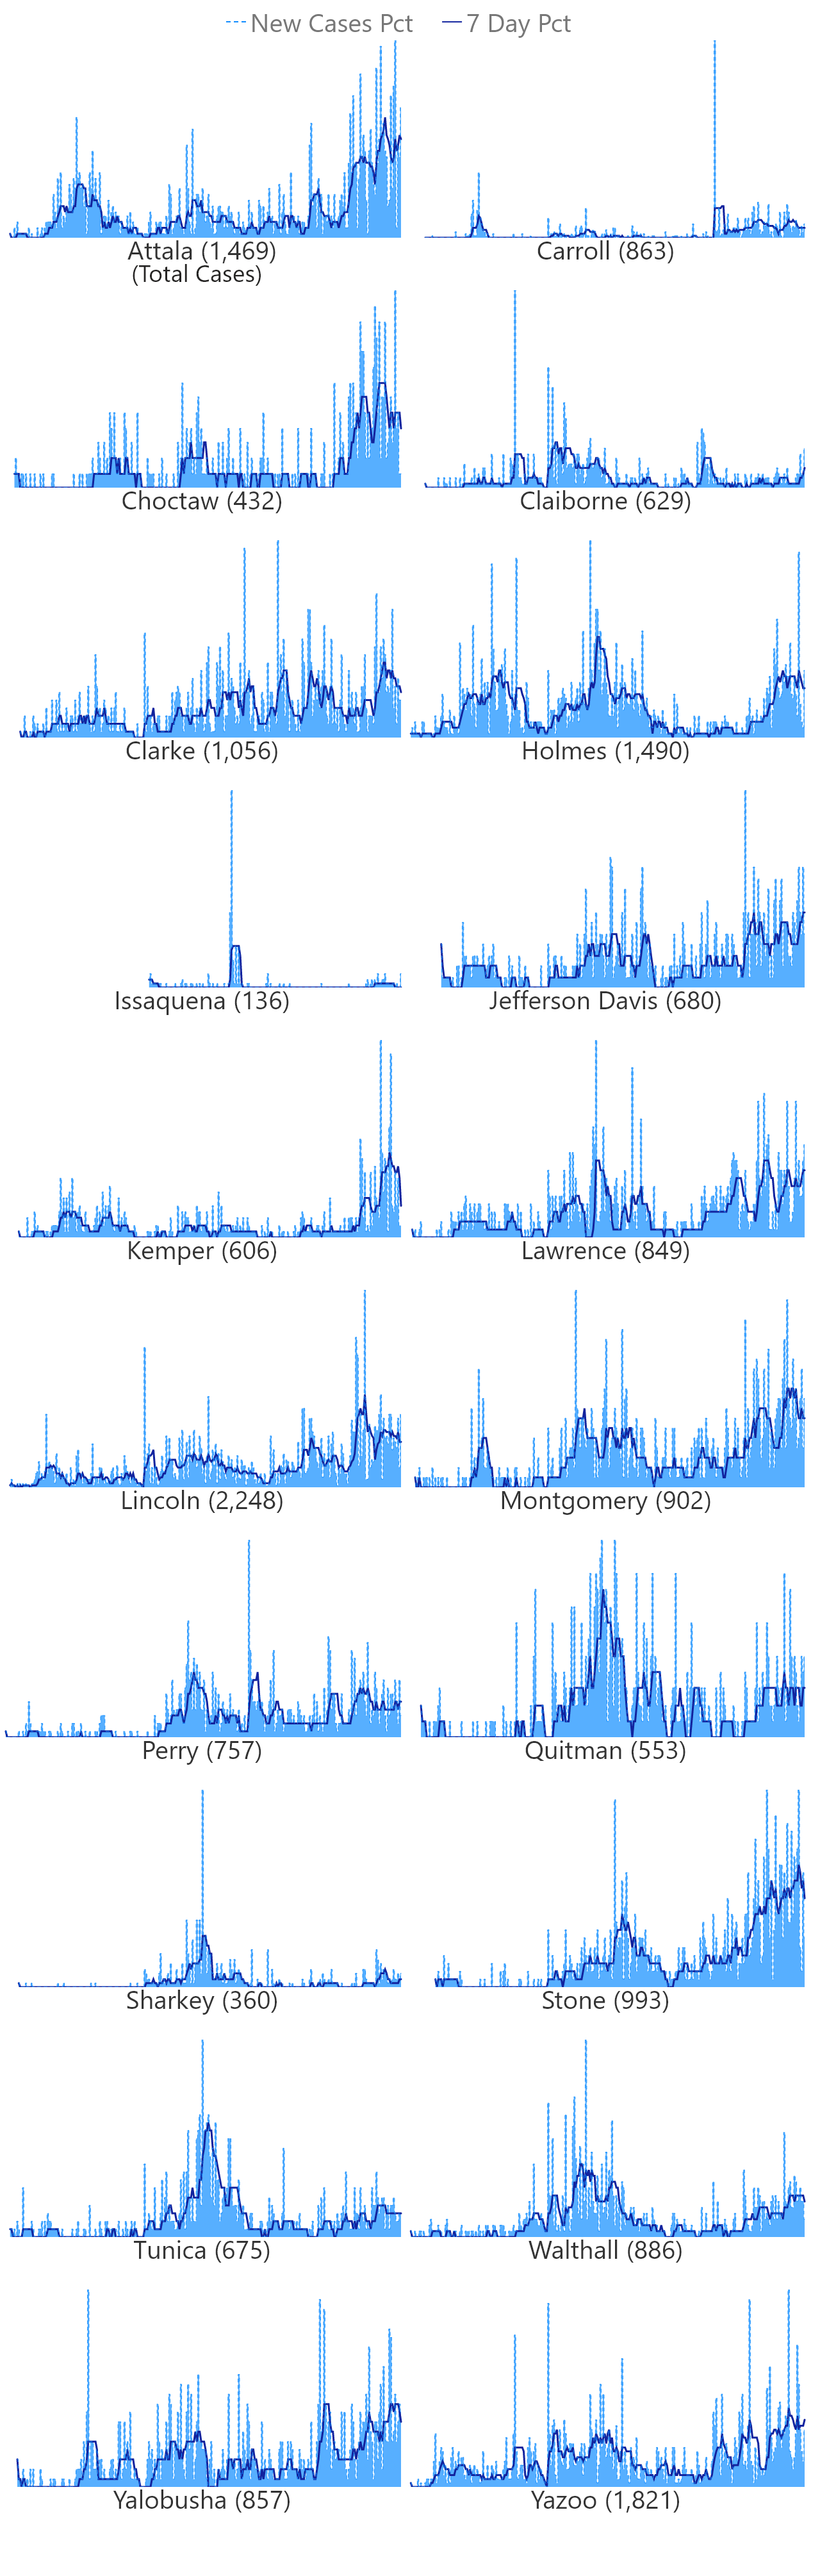 New Cases Pct 7 Day Pct
Attala (1,469) Carroll (863)
(Total Cases)
Choctaw (432) Claiborne (629)
Clarke (1,056) Holmes (1,490)
Issaquena (136) Jefferson Davis (680)
Kemper (606) Lawrence (849)
Lincoln (2,248) Montgomery (902)
Perry (757) Quitman (553)
Sharkey (360) Stone (993)
Tunica (675) Walthall (886)
Yalobusha (857) Yazoo (1,821)